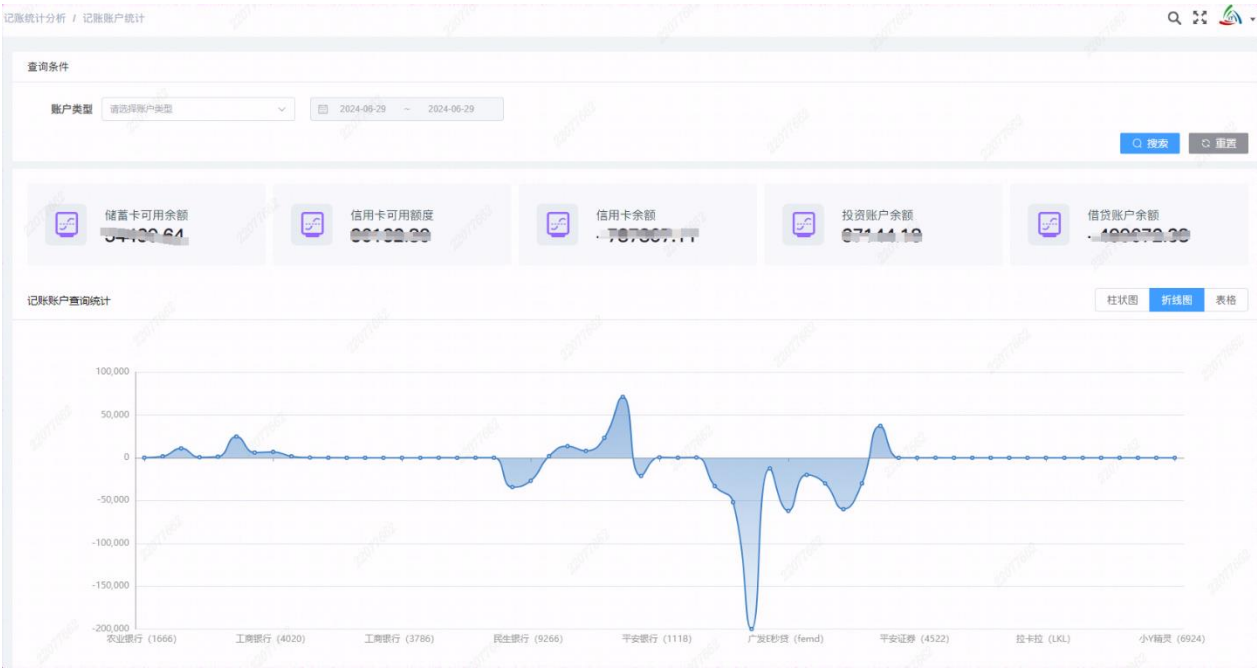 记账统计分析 / 记账账户统计
查询条件
账户类型 请选择账户类型 2024-06-29 ~ 2024-06-29
搜索 重置
储蓄卡可用余额
信用卡可用额度
信用卡余额
投资账户余额
借贷账户余额
记账账户查询统计
柱状图 折线图 表格
100,000
50,000
0
-50,000
-100,000
-150,000
-200,000
农业银行 (1666) 工商银行 (4020) 工商银行 (3786) 民生银行 (9266) 平安银行 (1118) 广发E秒贷 (femd) 平安证券 (4522) 拉卡拉 (LKL) 小Y精灵 (6924)